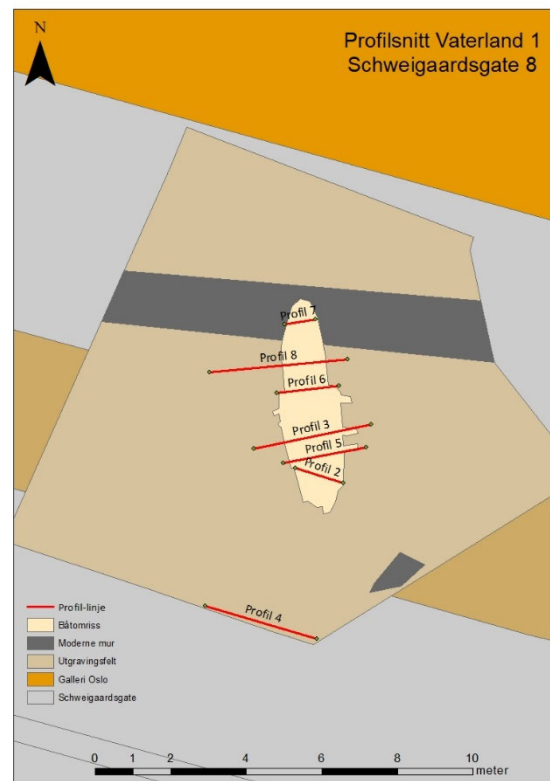 Profilsnitt Vaterland 1
Schweigaardsgate 8
N
Profil 7
Profil 8
Profil 6
Profil 3
Profil 5
Profil 2
Profil 4
Profil-linje
Båtomriss
Moderne mur
Utgravingsfelt
Galleri Oslo
Schweigaardsgate
0 1 2 4 6 8 10
meter